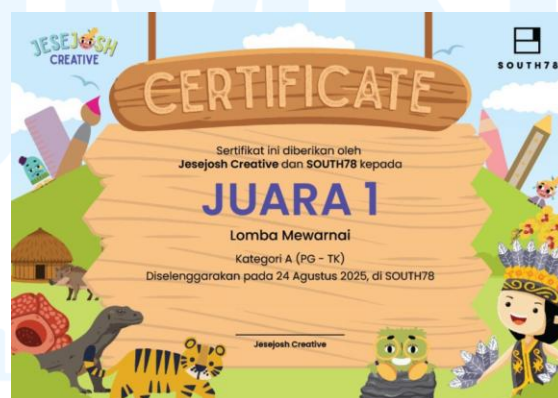 JESEJOSH
CREATIVE
SOUTH78
CERTIFICATE
Sertifikat ini diberikan oleh
Jesejosh Creative dan SOUTH78 kepada
JUARA 1
Lomba Mewarnai
Kategori A (PG - TK)
Diselenggarakan pada 24 Agustus 2025, di SOUTH78
Jesejosh Creative